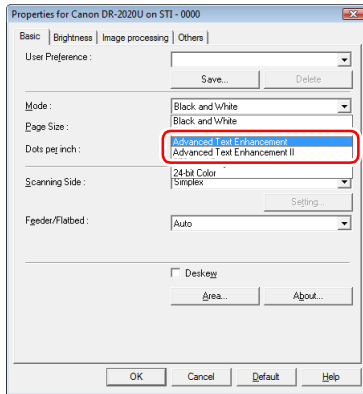 Properties for Canon DR-2020U on STI - 0000
Basic Brightness Image processing Others
User Preference :
Save... Delete
Mode : Black and White
Black and White
Page Size :
Advanced Text Enhancement
Dots per inch : Advanced Text Enhancement II
24-bit Color
Scanning Side : Simplex
Setting...
Feeder/Flatbed : Auto
Deskew
Area... About...
OK Cancel Default Help